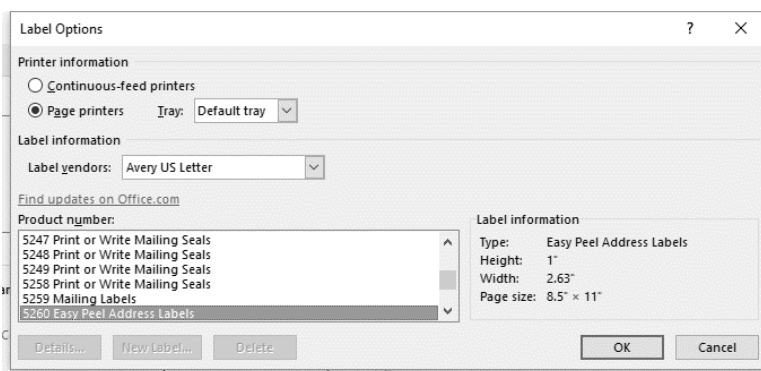 Label Options
Printer information
Continuous-feed printers
Page printers Tray: Default tray
Label information
Label vendors: Avery US Letter
Find updates on Office.com
Product number:
5247 Print or Write Mailing Seals
5248 Print or Write Mailing Seals
5249 Print or Write Mailing Seals
5258 Print or Write Mailing Seals
5259 Mailing Labels
5260 Easy Peel Address Labels
Label information
Type: Easy Peel Address Labels
Height: 1"
Width: 2.63"
Page size: 8.5" × 11"
Details... New Label... Delete
OK Cancel